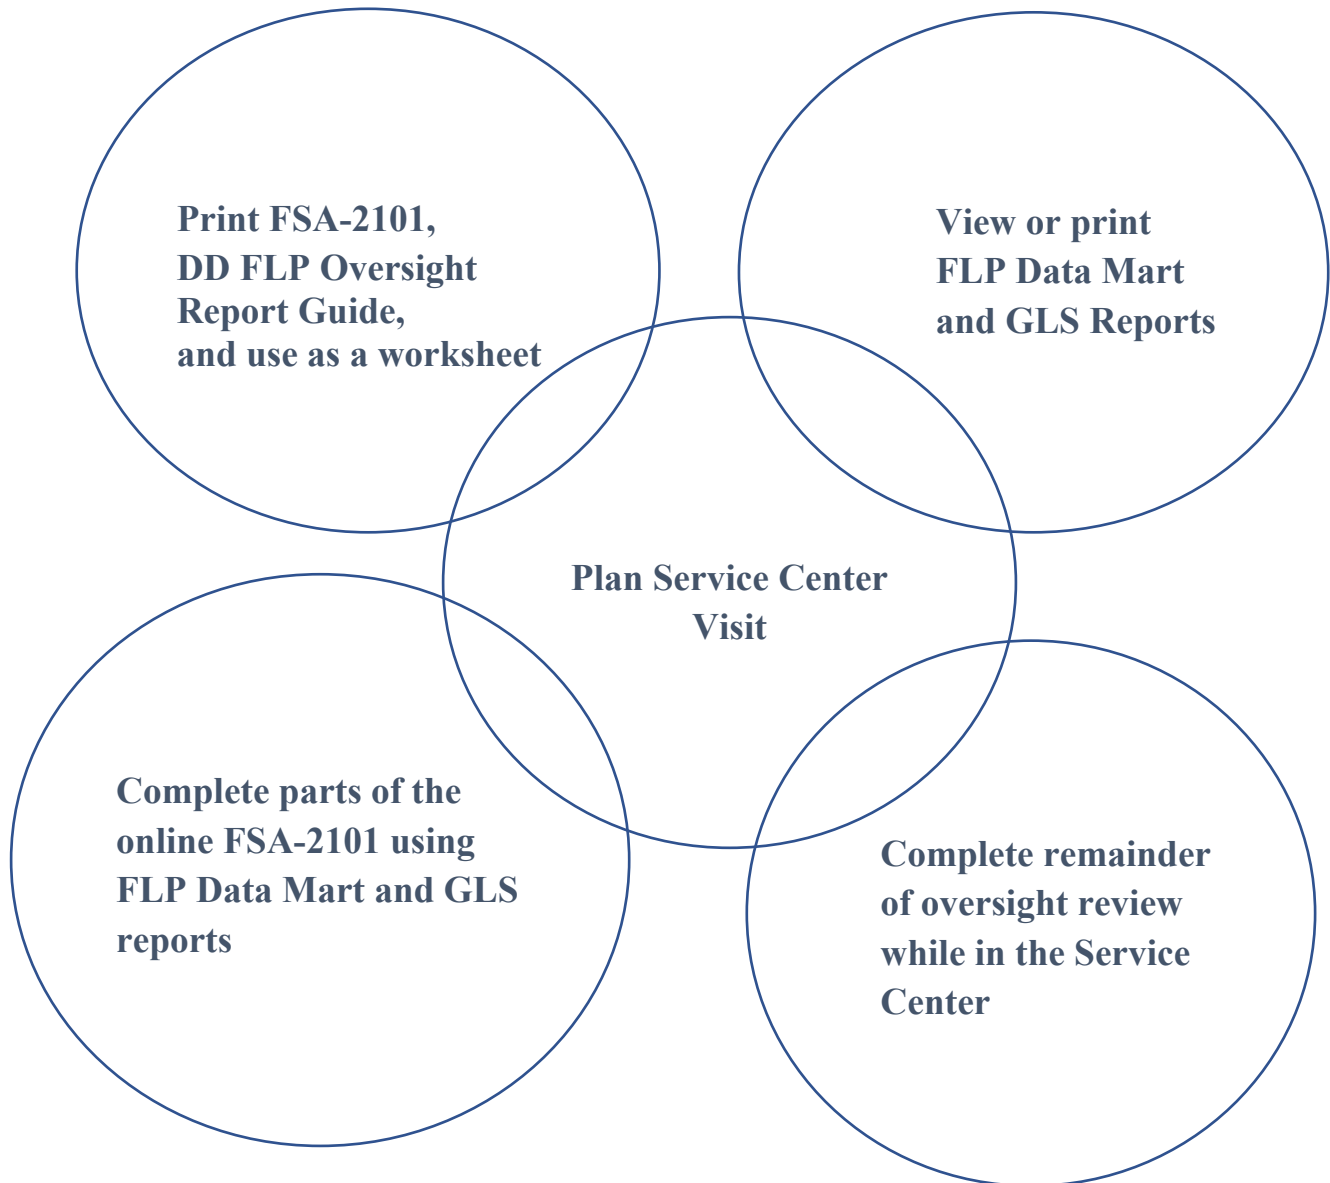 Print FSA-2101,
DD FLP Oversight
Report Guide,
and use as a worksheet
View or print
FLP Data Mart
and GLS Reports
Plan Service Center
Visit
Complete parts of the
online FSA-2101 using
FLP Data Mart and GLS
reports
Complete remainder
of oversight review
while in the Service
Center